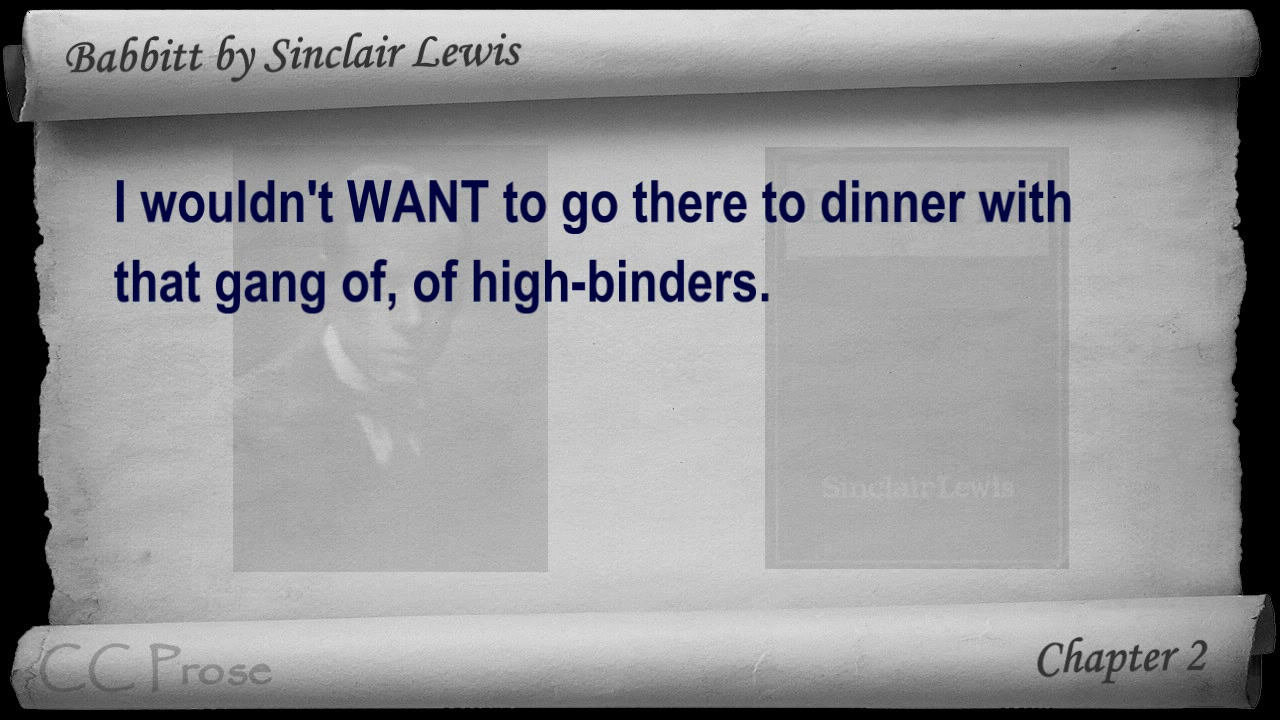 Babbitt by Sinclair Lewis
I wouldn't WANT to go there to dinner with
that gang of, of high-binders.
Sinclair Lewis
CC Prose
Chapter 2